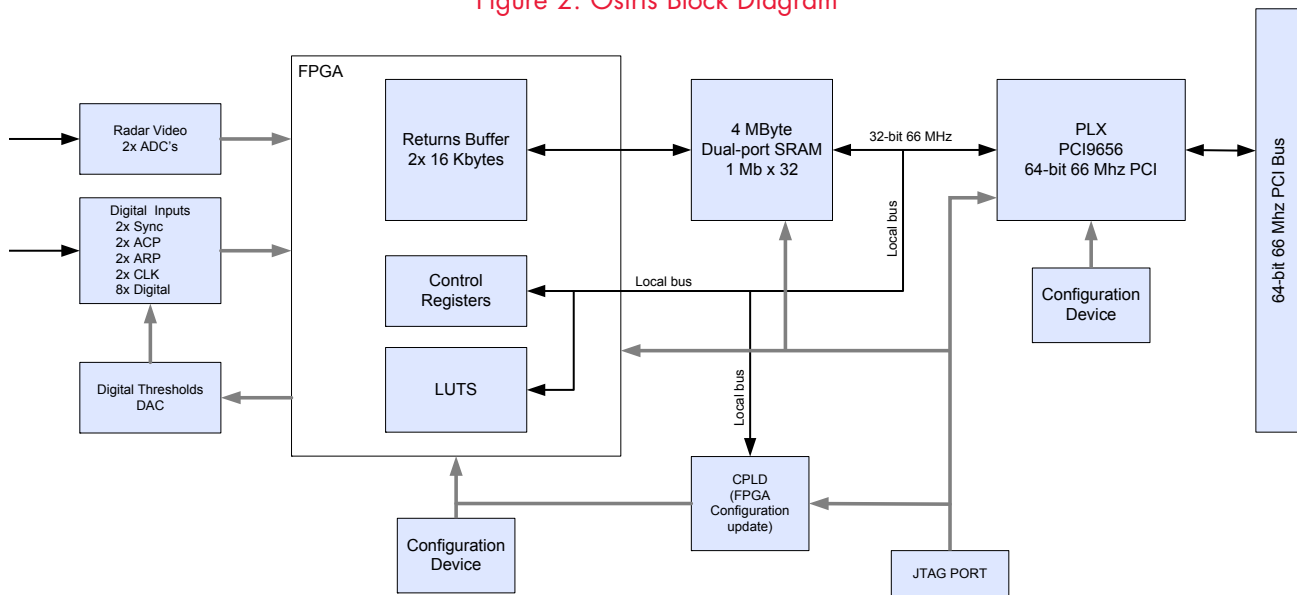 Figure 2: Osiris Block Diagram
FPGA
Radar Video
2x ADC's
Digital Inputs
2x Sync
2x ACP
2x ARP
2x CLK
8x Digital
Digital Thresholds
DAC
Returns Buffer
2x 16 Kbytes
Control
Registers
LUTS
Local bus
4 MByte
Dual-port SRAM
1 Mb x 32
32-bit 66 MHz
Local bus
Local bus
PLX
PCI9656
64-bit 66 Mhz PCI
Configuration
Device
64-bit 66 Mhz PCI Bus
CPLD
(FPGA
Configuration
update)
Configuration
Device
JTAG PORT